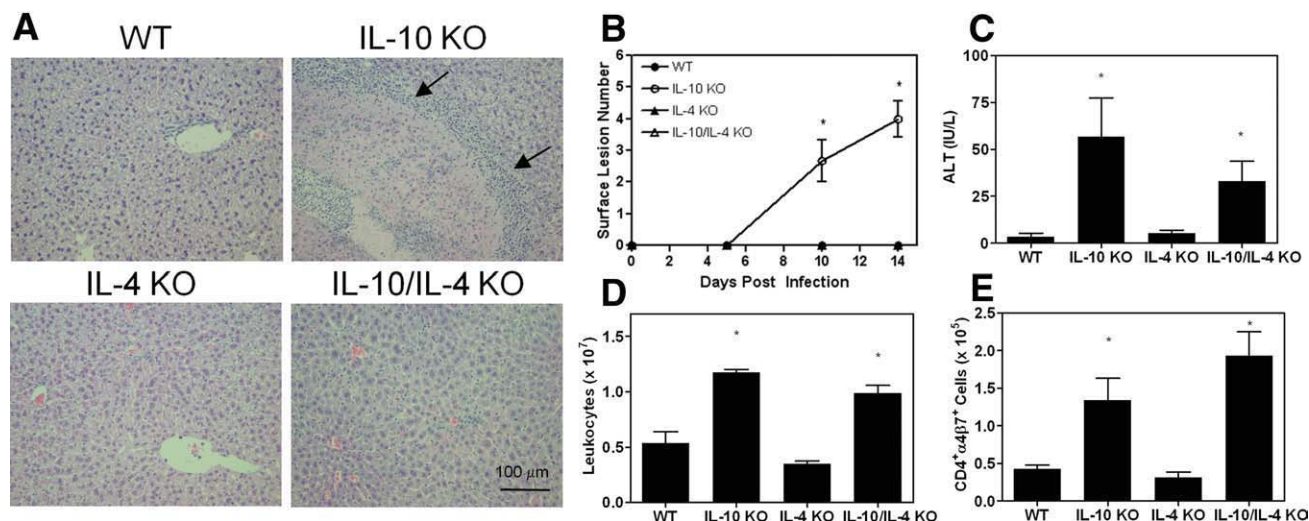 A
WT
IL-10 KO
IL-4 KO
IL-10/IL-4 KO
100 μm
B
Surface Lesion Number
6
5
4
3
2
1
0
WT
IL-10 KO
IL-4 KO
IL-10/IL-4 KO
*
*
0 2 4 6 8 10 12 14
Days Post Infection
C
ALT (IU/L)
100
75
50
25
0
*
*
WT IL-10 KO IL-4 KO IL-10/IL-4 KO
D
Leukocytes (x 10⁷)
1.5
1.0
0.5
0.0
*
*
WT IL-10 KO IL-4 KO IL-10/IL-4 KO
E
CD4⁺α4β7⁺ Cells (x 10⁵)
2.5
2.0
1.5
1.0
0.5
0
*
*
WT IL-10 KO IL-4 KO IL-10/IL-4 KO